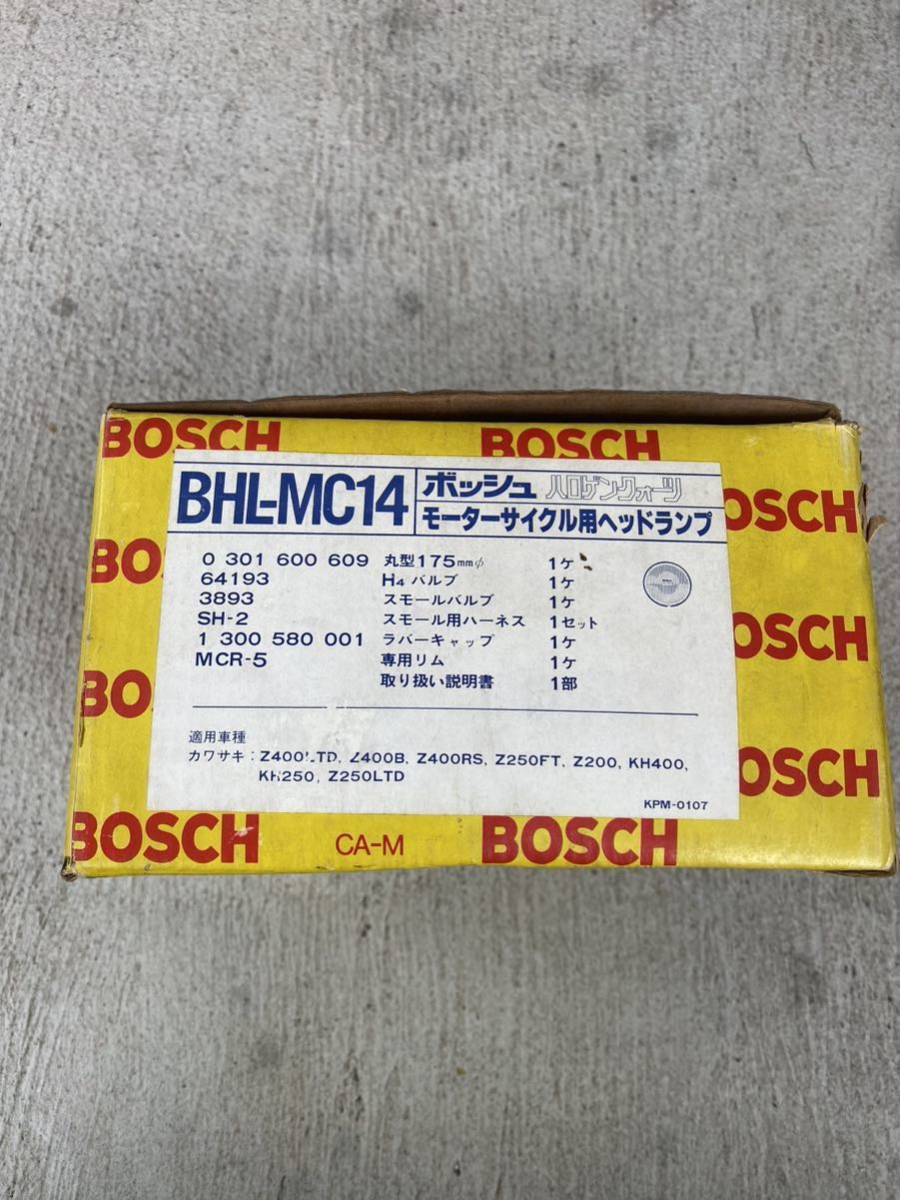 BOSCH BOSCH
BHL-MC14
ボッシュ ハロゲンクォーツ
モーターサイクル用ヘッドランプ
OSCH
0 301 600 609 丸型175mmφ 1ケ
64193 H4 バルブ 1ケ
3893 スモールバルブ 1ケ
SH-2 スモール用ハーネス 1セット
1 300 580 001 ラバーキャップ 1ケ
MCR-5 専用リム 1ケ
取り扱い説明書 1部
BO
OSCH
BO
適用車種
カワサキ: Z400LTD, Z400B, Z400RS, Z250FT, Z200, KH400,
KH250, Z250LTD
OSCH
KPM-0107
BOSCH CA-M BOSCH